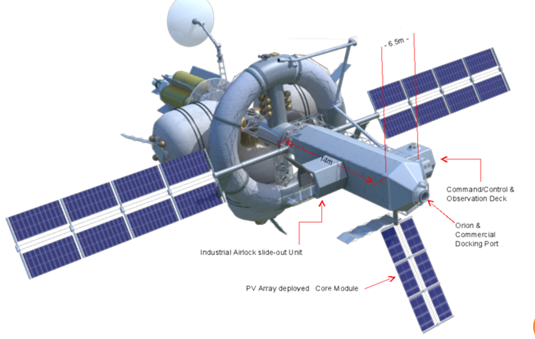 - 6.5m -
14m
Command/Control &
Observation Deck
Orion &
Commercial
Docking Port
Industrial Airlock slide-out Unit
PV Array deployed Core Module